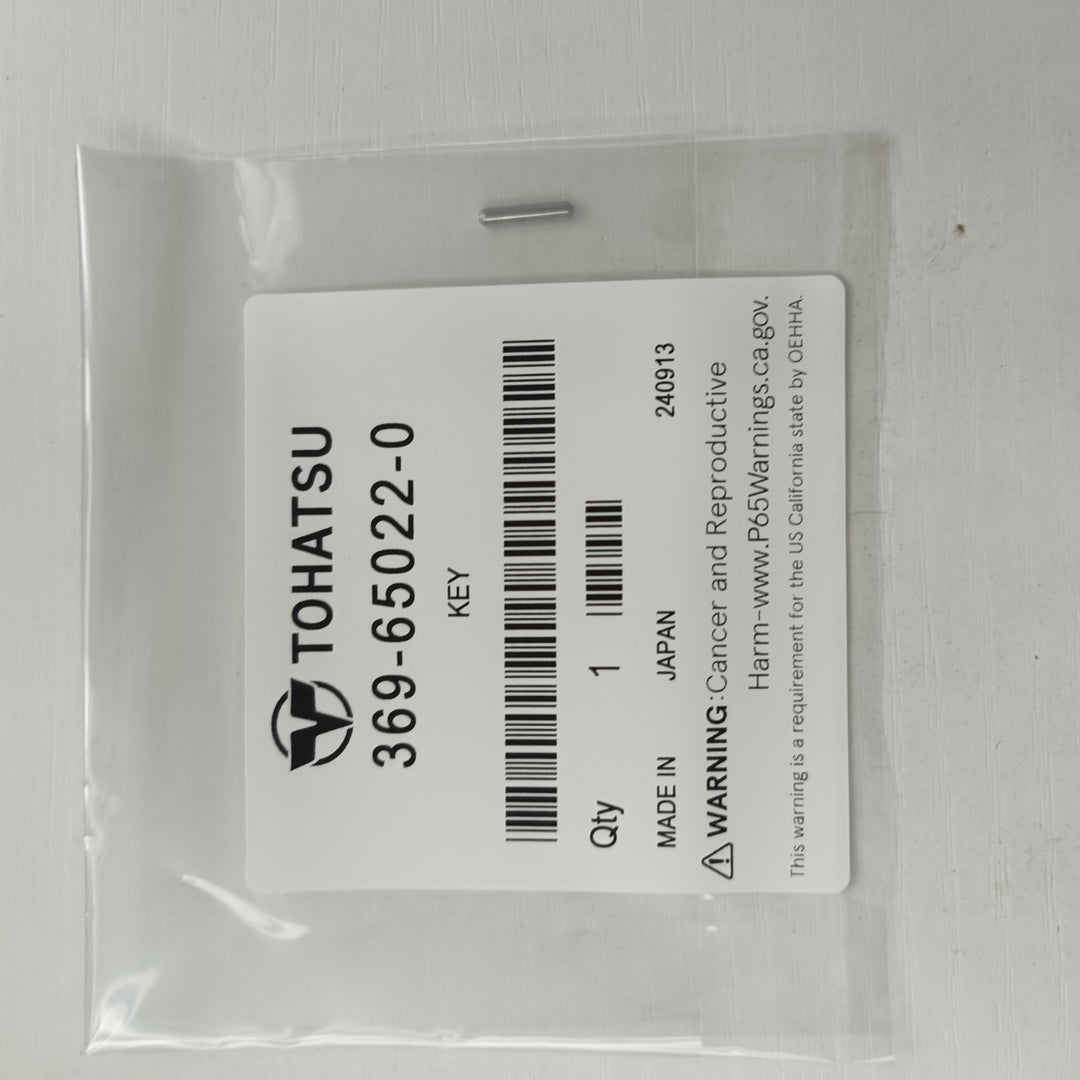 TOHATSU
369-65022-0
KEY
Qty 1
MADE IN JAPAN 240913
⚠WARNING:Cancer and Reproductive
Harm-www.P65Warnings.ca.gov.
This warning is a requirement for the US California state by OEHHA.